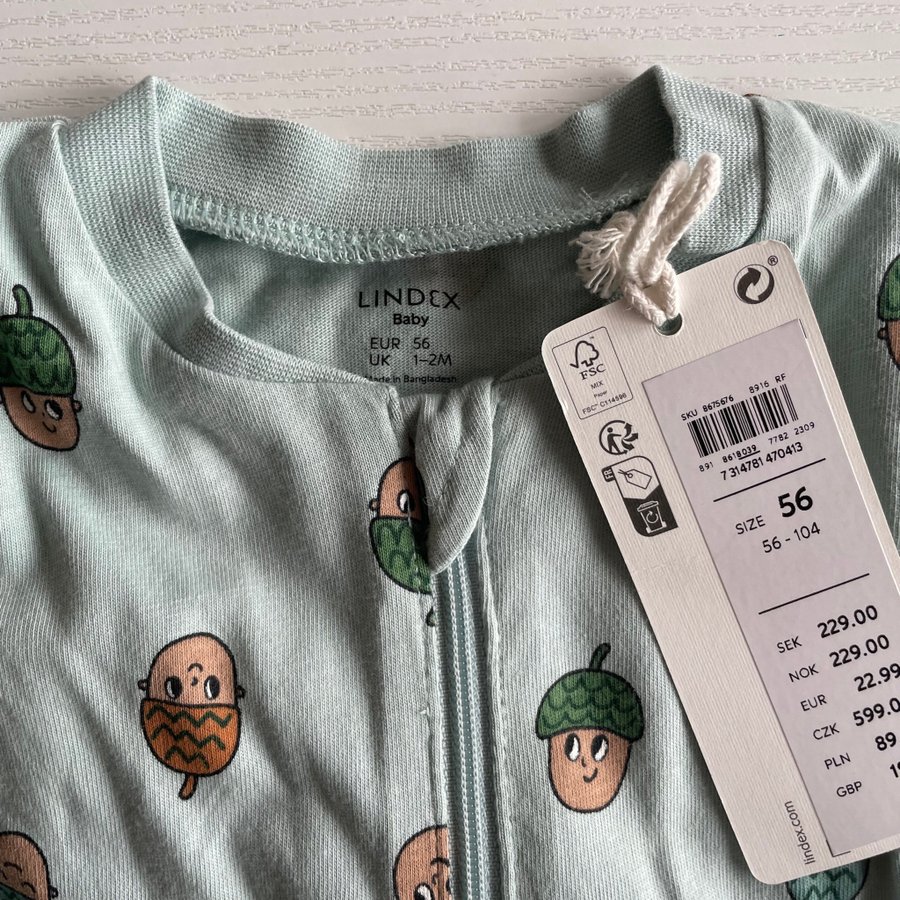 LINDEX
Baby
EUR 56
UK 1–2M
Made in Bangladesh
®
FSC
MIX
Paper
FSC™ C114696
SKU 8675676 8916 RF
891 8618039 7782 2309
7 314781 470413
SIZE 56
56 - 104
SEK 229.00
NOK 229.00
EUR 22.99
CZK 599.0
PLN 89
GBP
lindex.com